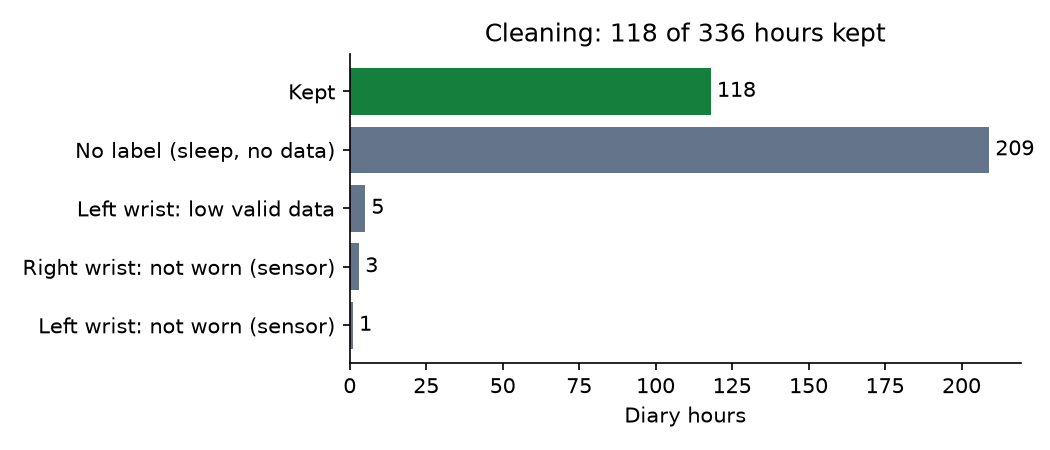 Cleaning: 118 of 336 hours kept
Kept 118
No label (sleep, no data) 209
Left wrist: low valid data 5
Right wrist: not worn (sensor) 3
Left wrist: not worn (sensor) 1
0 25 50 75 100 125 150 175 200
Diary hours